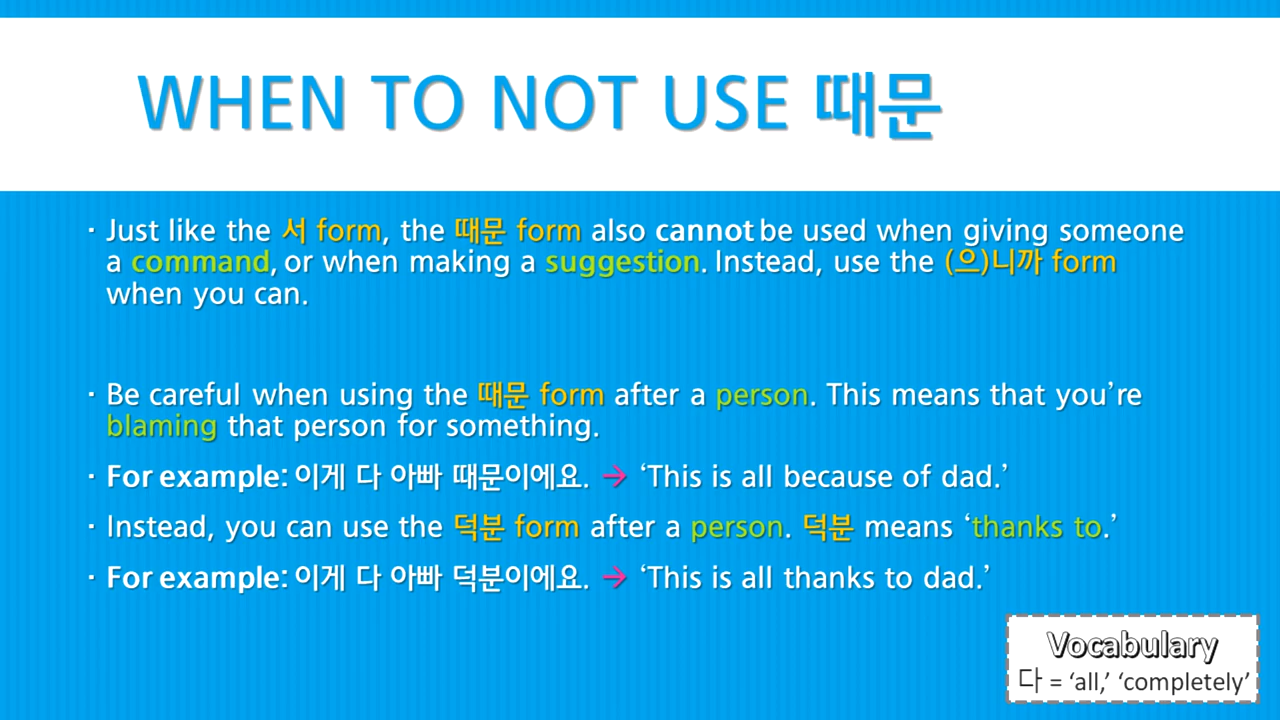 WHEN TO NOT USE 때문
· Just like the 서 form, the 때문 form also cannot be used when giving someone
a command, or when making a suggestion. Instead, use the (으)니까 form
when you can.
· Be careful when using the 때문 form after a person. This means that you’re
blaming that person for something.
· For example: 이게 다 아빠 때문이에요. → ‘This is all because of dad.’
· Instead, you can use the 덕분 form after a person. 덕분 means ‘thanks to.’
· For example: 이게 다 아빠 덕분이에요. → ‘This is all thanks to dad.’
Vocabulary
다 = ‘all,’ ‘completely’